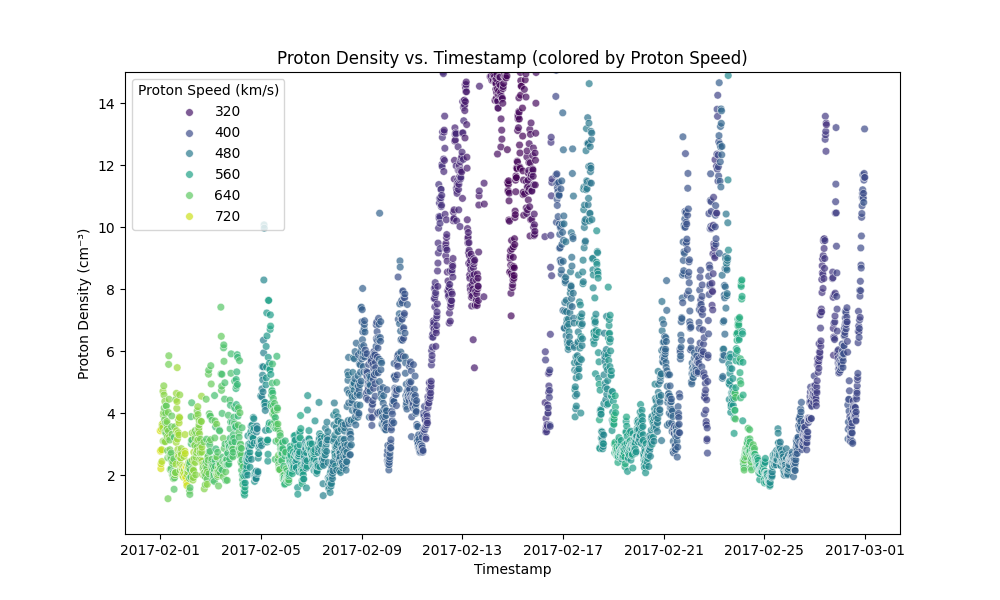 Proton Density vs. Timestamp (colored by Proton Speed)
Proton Speed (km/s)
320
400
480
560
640
720
Proton Density (cm⁻³)
14
12
10
8
6
4
2
2017-02-01 2017-02-05 2017-02-09 2017-02-13 2017-02-17 2017-02-21 2017-02-25 2017-03-01
Timestamp